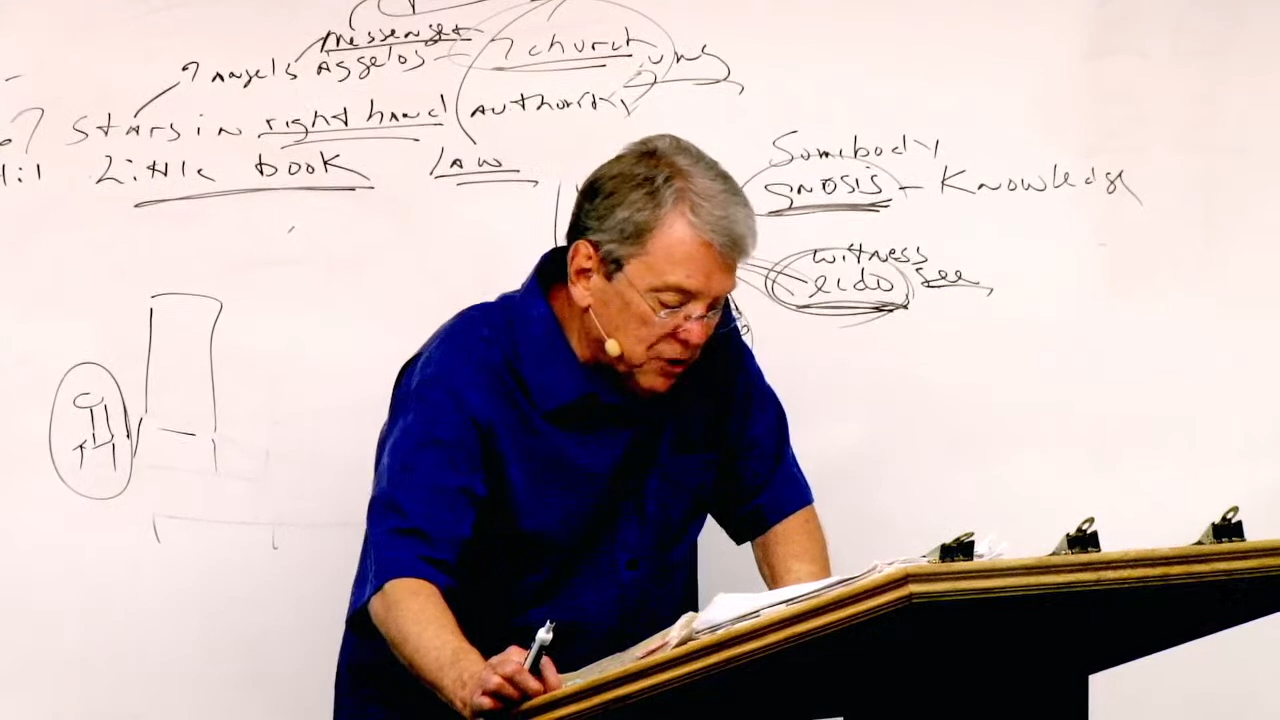 messenger
7 angels aggelos 7 church
Stars in right hand authority
1:1 Little book Law
Somebody
gnosis - Knowledge
witness
eido see